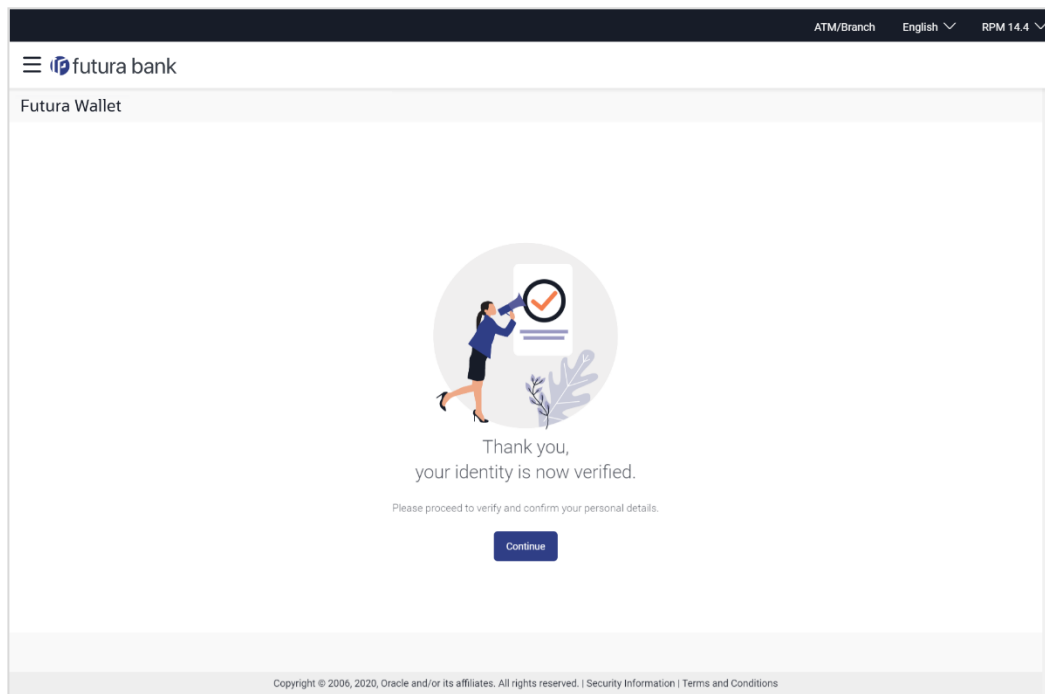 ATM/Branch English RPM 14.4
futura bank
Futura Wallet
Thank you,
your identity is now verified.
Please proceed to verify and confirm your personal details.
Continue
Copyright © 2006, 2020, Oracle and/or its affiliates. All rights reserved. | Security Information | Terms and Conditions